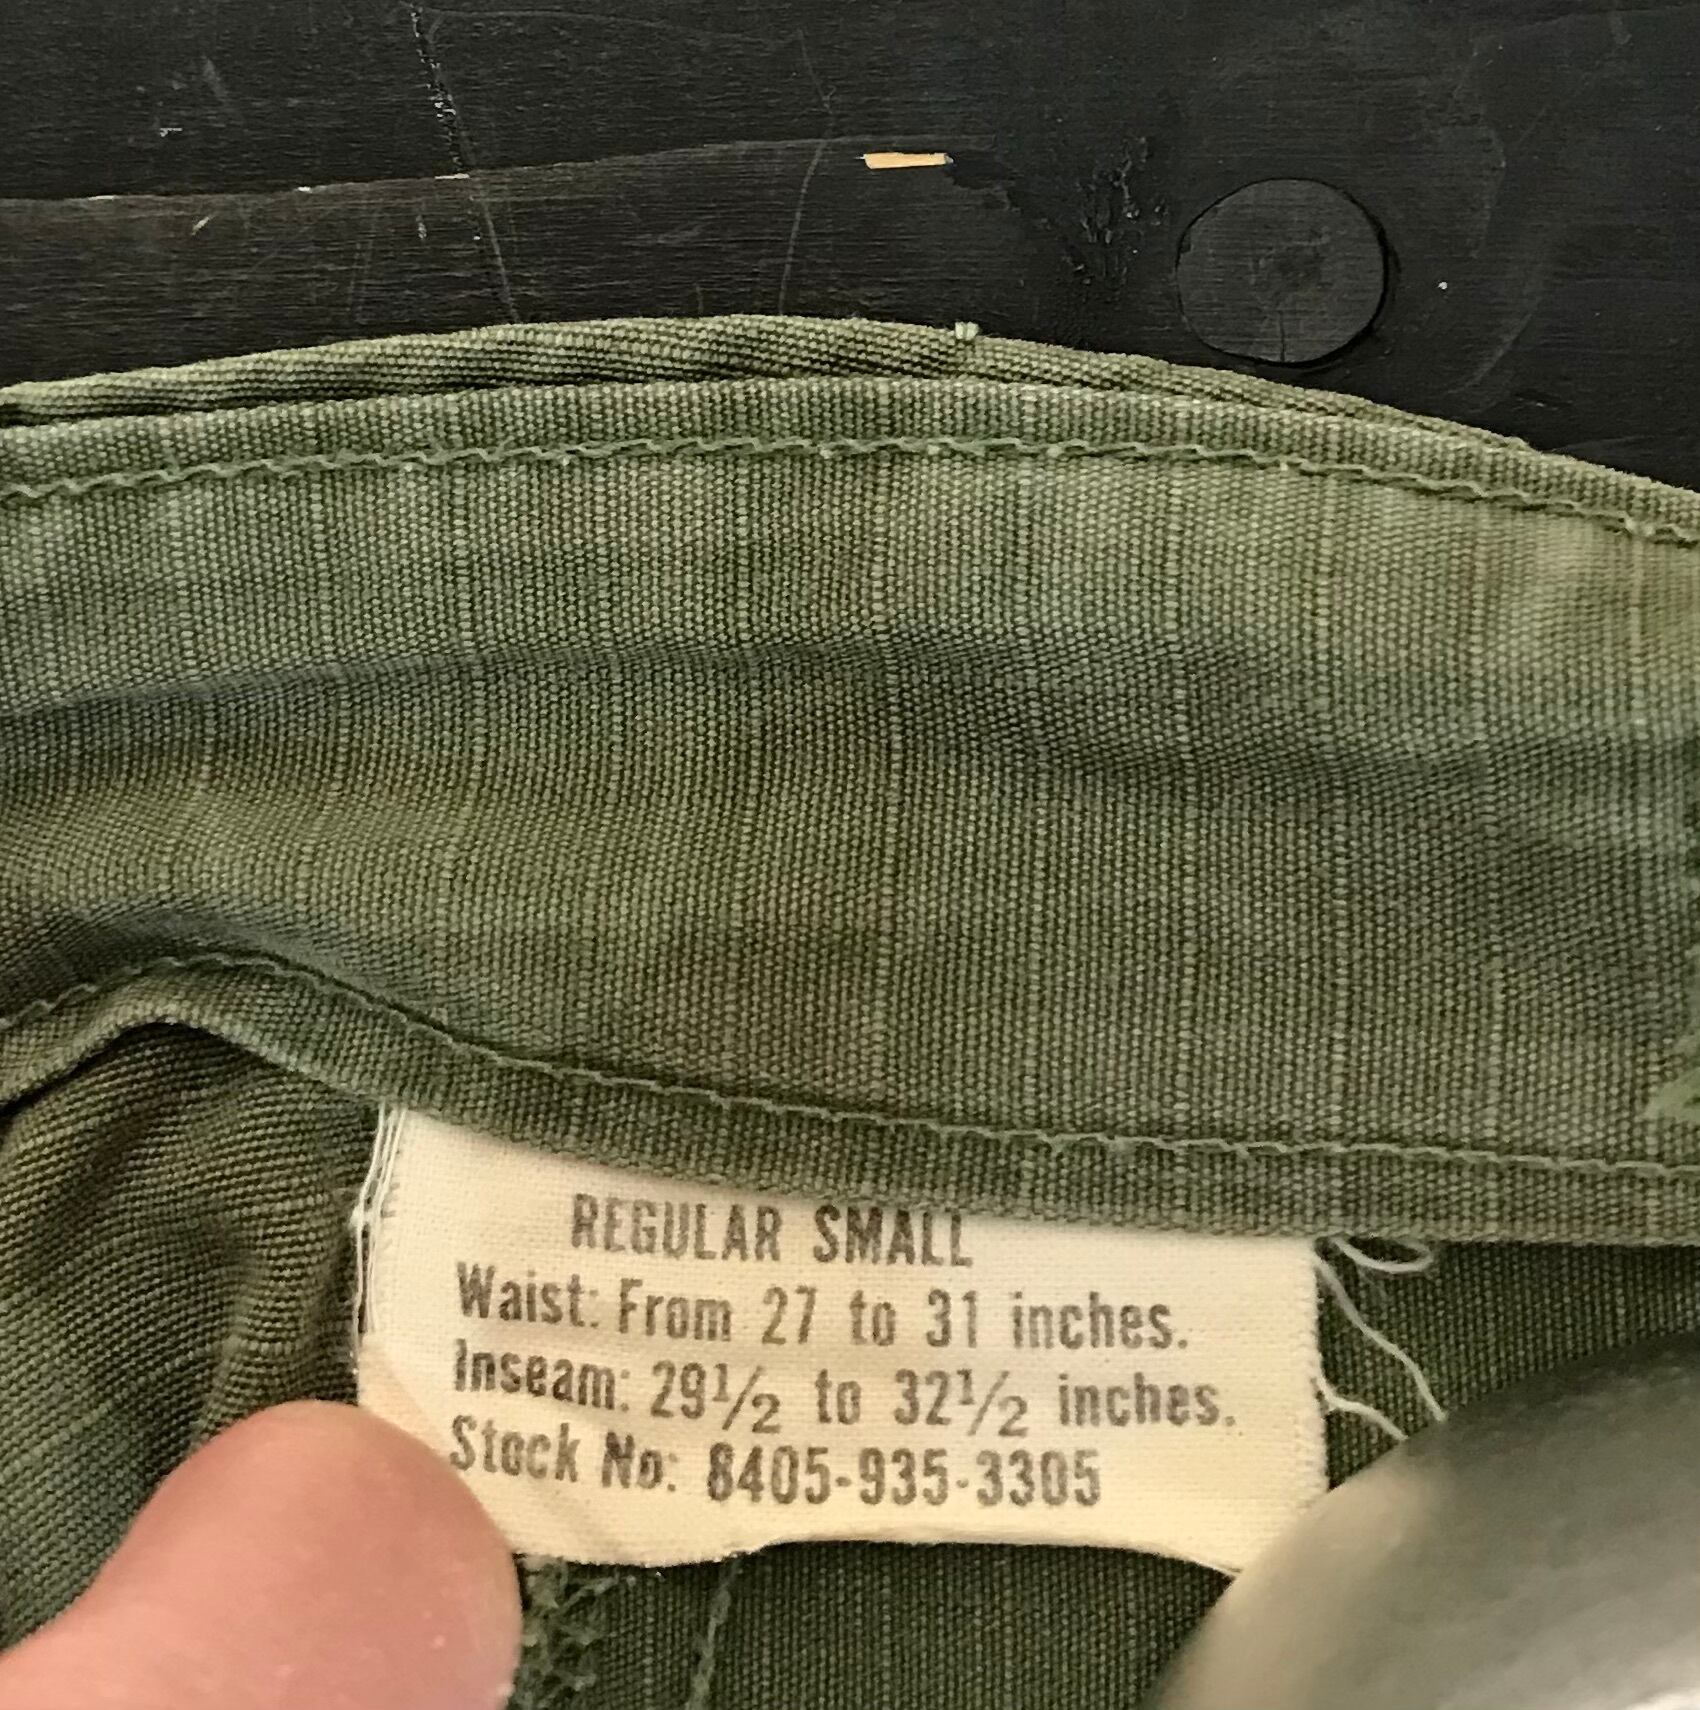 REGULAR SMALL
Waist: From 27 to 31 inches.
Inseam: 29½ to 32½ inches.
Stock No: 8405-935-3305